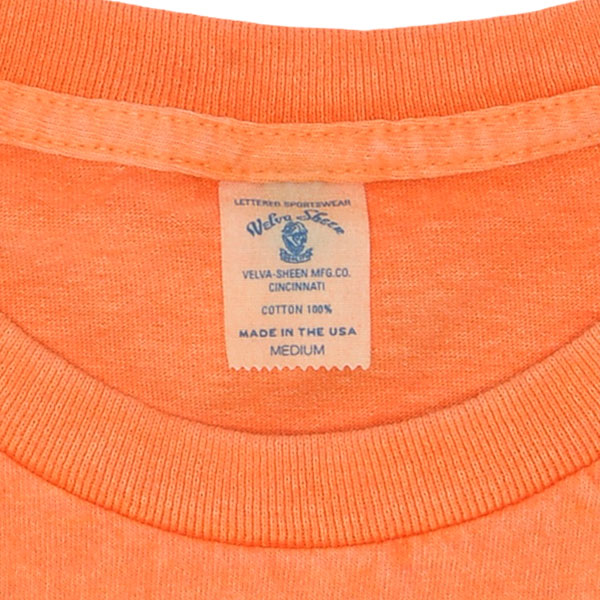 LETTERED SPORTSWEAR
Velva Sheen
VELVA-SHEEN MFG.CO.
CINCINNATI
COTTON 100%
MADE IN THE USA
MEDIUM